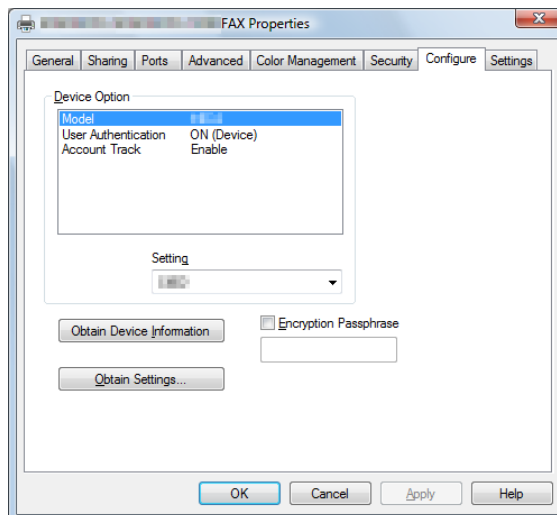 FAX Properties
General Sharing Ports Advanced Color Management Security Configure Settings
Device Option
Model
User Authentication ON (Device)
Account Track Enable
Setting
Obtain Device Information
Encryption Passphrase
Obtain Settings...
OK Cancel Apply Help